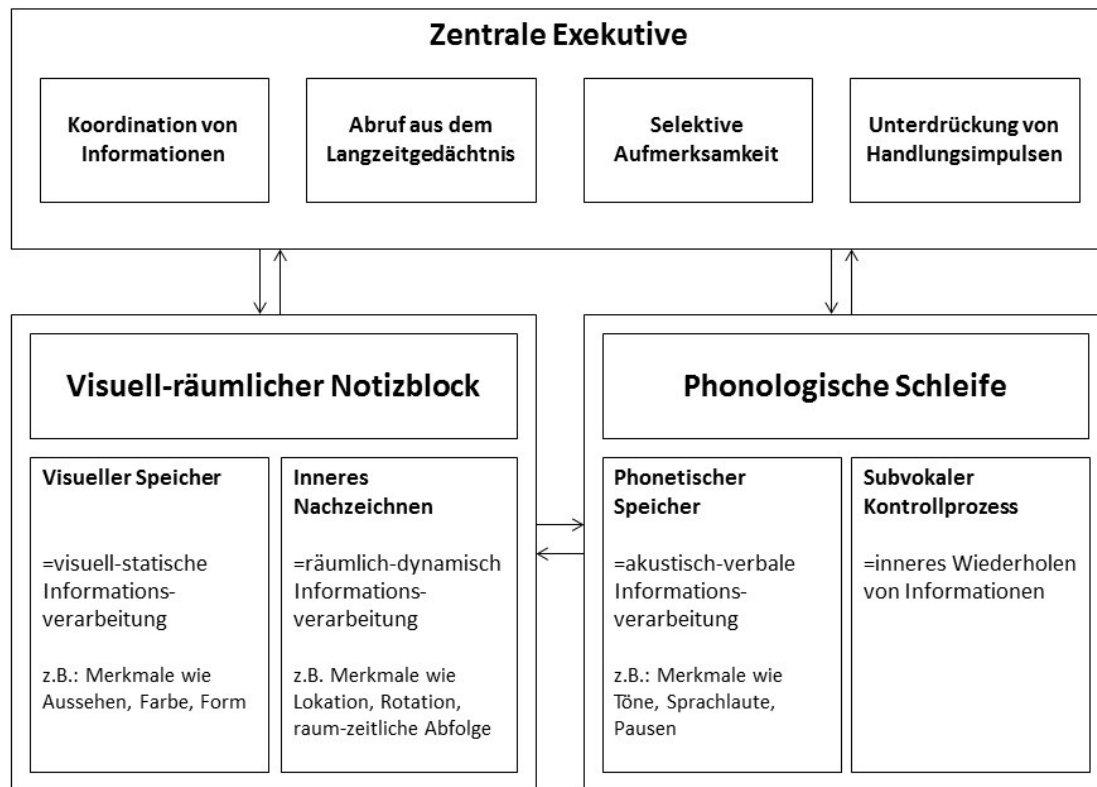 Zentrale Exekutive
Koordination von
Informationen
Abruf aus dem
Langzeitgedächtnis
Selektive
Aufmerksamkeit
Unterdrückung von
Handlungsimpulsen
Visuell-räumlicher Notizblock
Visueller Speicher
=visuell-statische
Informations-
verarbeitung
z.B.: Merkmale wie
Aussehen, Farbe, Form
Inneres
Nachzeichnen
=räumlich-dynamisch
Informations-
verarbeitung
z.B. Merkmale wie
Lokation, Rotation,
raum-zeitliche Abfolge
Phonologische Schleife
Phonetischer
Speicher
=akustisch-verbale
Informations-
verarbeitung
z.B.: Merkmale wie
Töne, Sprachlaute,
Pausen
Subvokaler
Kontrollprozess
=inneres Wiederholen
von Informationen